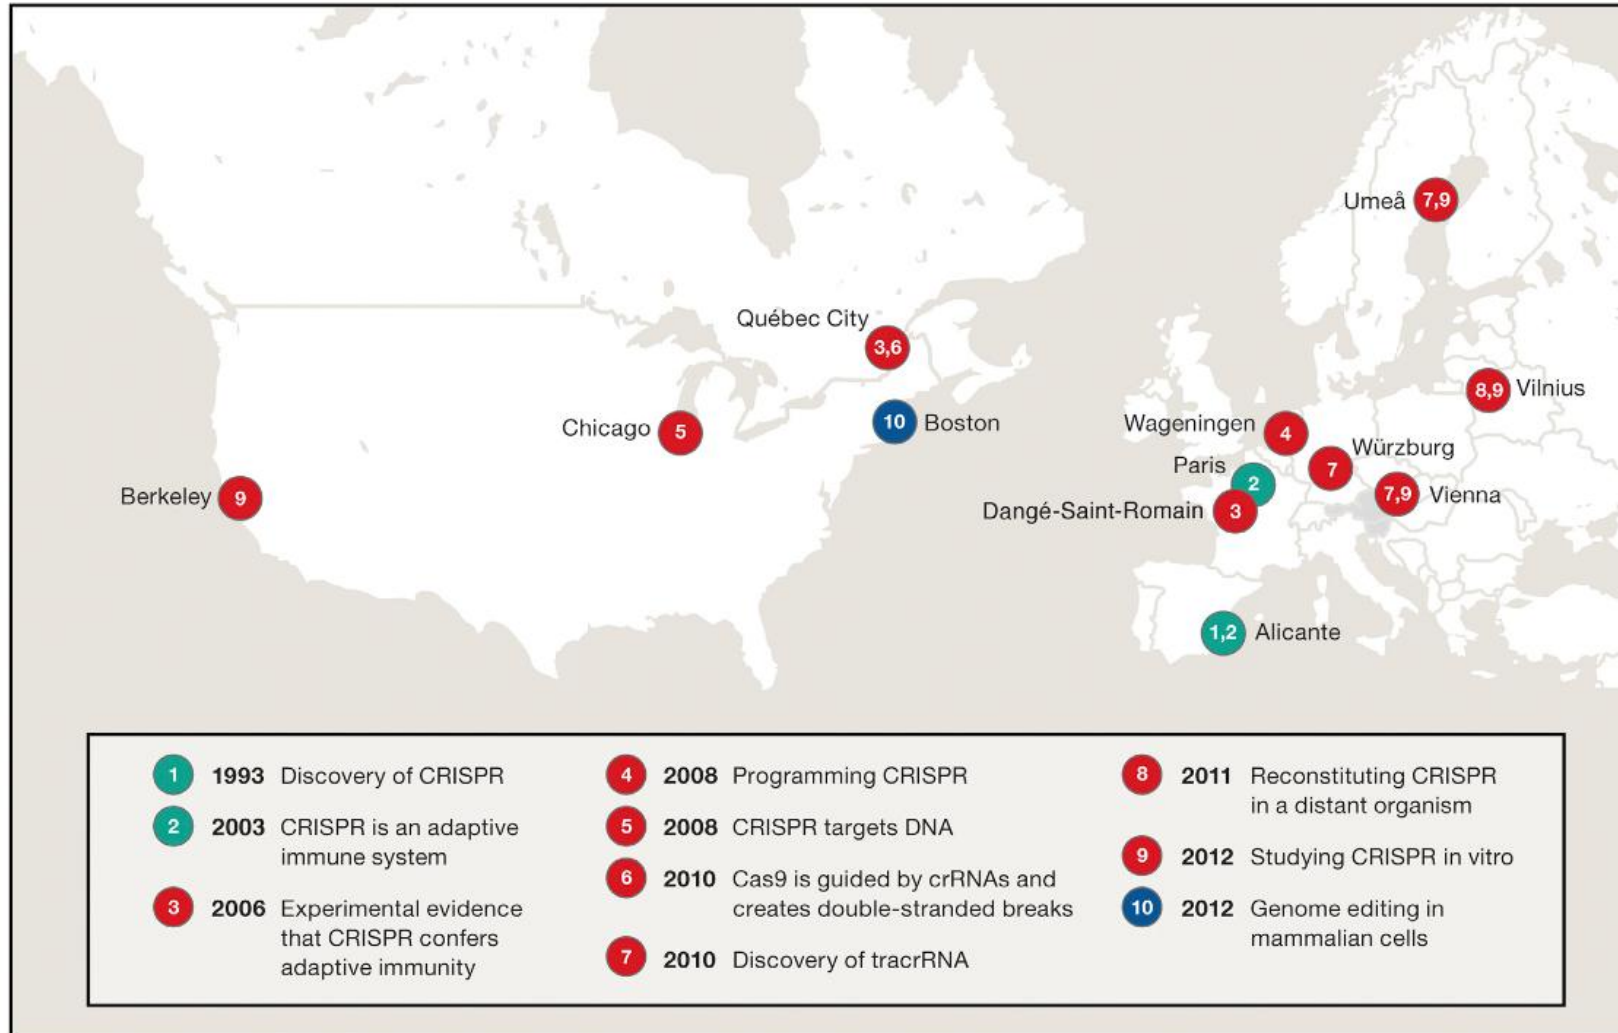 Umeå
7,9
Québec City
3,6
8,9
Vilnius
Chicago
5
10
Boston
Wageningen
4
Würzburg
7
Paris
2
Berkeley
9
7,9
Vienna
Dangé-Saint-Romain
3
1,2
Alicante
1 1993 Discovery of CRISPR
2 2003 CRISPR is an adaptive
immune system
3 2006 Experimental evidence
that CRISPR confers
adaptive immunity
4 2008 Programming CRISPR
5 2008 CRISPR targets DNA
6 2010 Cas9 is guided by crRNAs and
creates double-stranded breaks
7 2010 Discovery of tracrRNA
8 2011 Reconstituting CRISPR
in a distant organism
9 2012 Studying CRISPR in vitro
10 2012 Genome editing in
mammalian cells